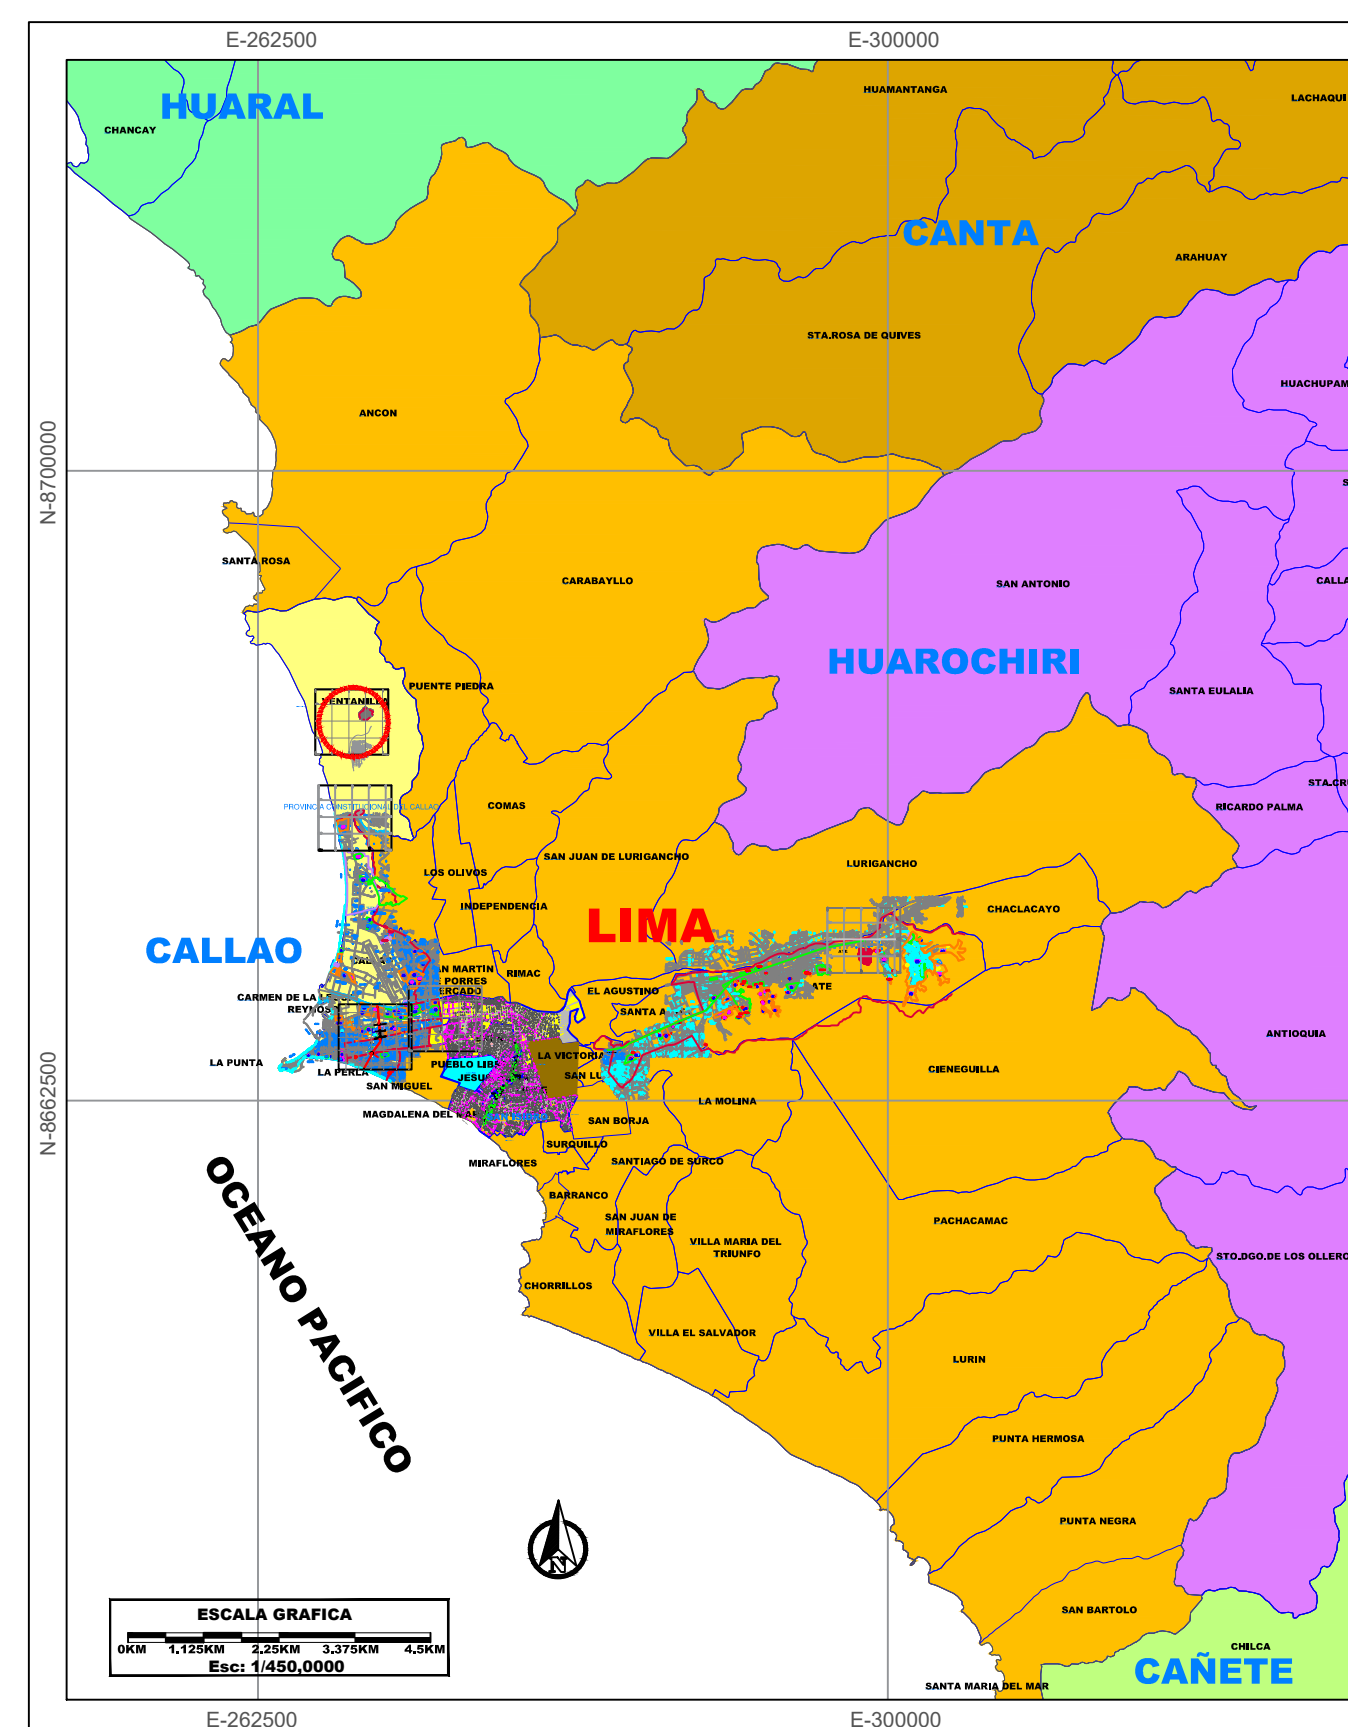 E-262500
E-300000
HUAMANTANGA
LACHAQUI
HUARAL
CHANCAY
CANTA
ARAHUAY
STA.ROSA DE QUIVES
HUACHUPAM
ANCON
N-8700000
S
SANTA ROSA
CARABAYLLO
SAN ANTONIO
CALLA
HUAROCHIRI
PUENTE PIEDRA
SANTA EULALIA
VENTANILLA
STA.CRU
PROVINCIA CONSTITUCIONAL DEL CALLAO
COMAS
RICARDO PALMA
SAN JUAN DE LURIGANCHO
LURIGANCHO
LOS OLIVOS
INDEPENDENCIA
CHACLACAYO
LIMA
CALLAO
RIMAC
EL AGUSTINO
ANTIOQUIA
LA VICTORIA
LA PUNTA
LA PERLA
CIENEGUILLA
SAN MIGUEL
LA MOLINA
N-8662500
SAN BORJA
SURQUILLO
MIRAFLORES
SANTIAGO DE SURCO
BARRANCO
SAN JUAN DE
MIRAFLORES
PACHACAMAC
VILLA MARIA DEL
TRIUNFO
STO.DGO.DE LOS OLLERO
CHORRILLOS
VILLA EL SALVADOR
OCEANO PACIFICO
LURIN
PUNTA HERMOSA
PUNTA NEGRA
N
SAN BARTOLO
ESCALA GRAFICA
0KM 1.125KM 2.25KM 3.375KM 4.5KM
Esc: 1/450,0000
CHILCA
CAÑETE
SANTA MARIA DEL MAR
E-262500
E-300000